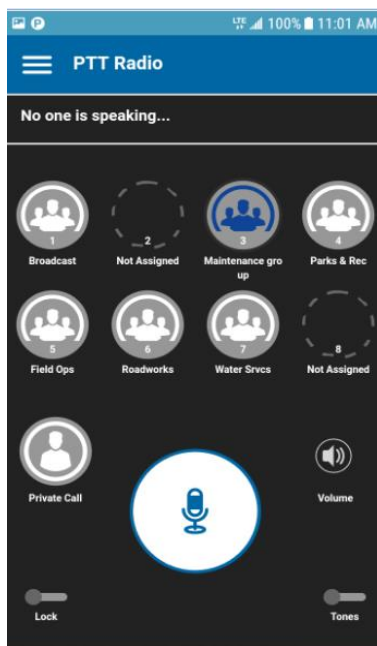 LTE 100% 11:01 AM
PTT Radio
No one is speaking...
1 2 3 4
Broadcast Not Assigned Maintenance gro Parks & Rec
up
5 6 7 8
Field Ops Roadworks Water Srvcs Not Assigned
Private Call Volume
Lock Tones